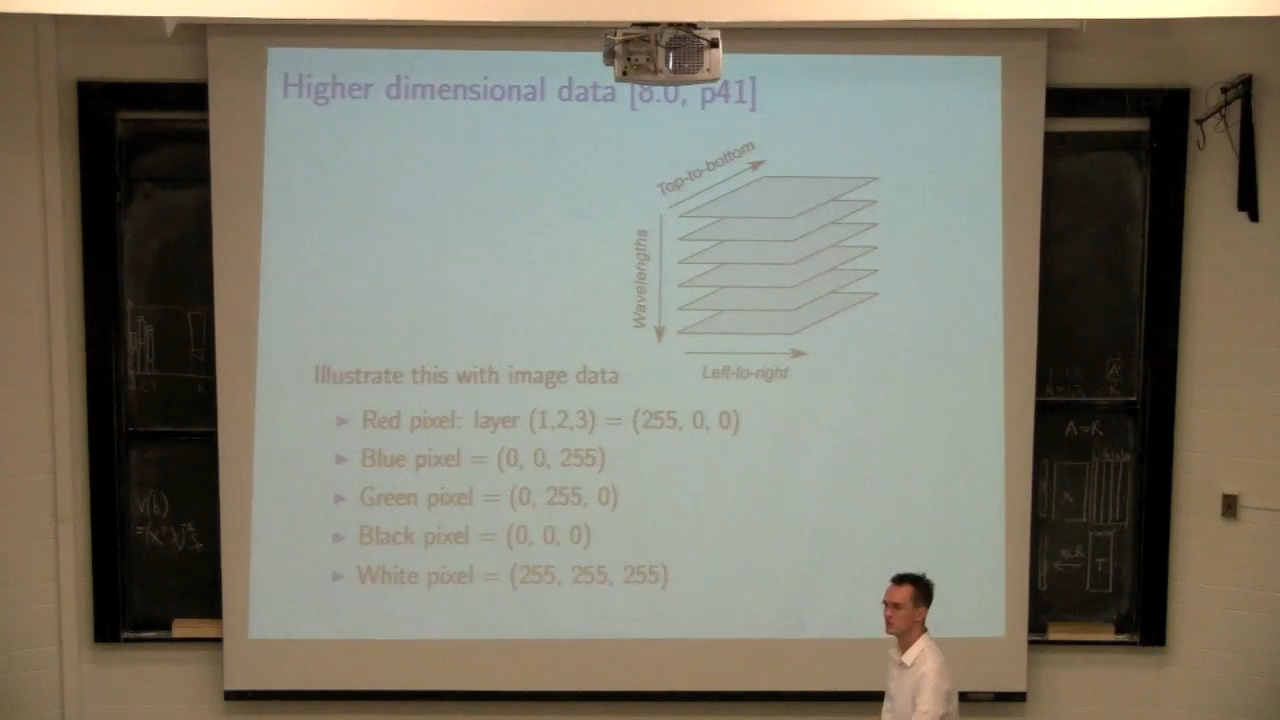 Higher dimensional data [8.0, p41]
Top-to-bottom
Wavelengths
Left-to-right
Illustrate this with image data
► Red pixel: layer (1,2,3) = (255, 0, 0)
► Blue pixel = (0, 0, 255)
► Green pixel = (0, 255, 0)
► Black pixel = (0, 0, 0)
► White pixel = (255, 255, 255)
A=K
X
T